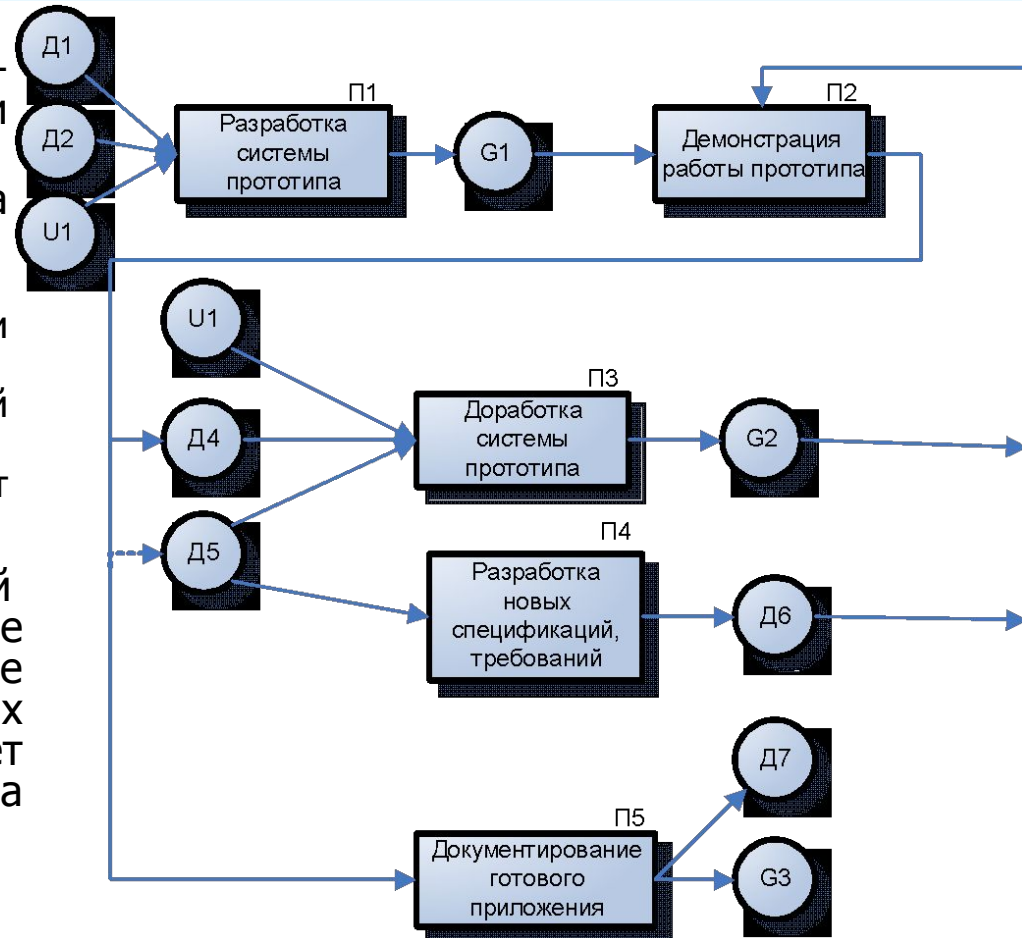 Д1
Д2
U1
П1
Разработка
системы
прототипа
G1
П2
Демонстрация
работы прототипа
U1
Д4
Д5
П3
Доработка
системы
прототипа
G2
П4
Разработка
новых
спецификаций,
требований
Д6
П5
Документирование
готового
приложения
Д7
G3